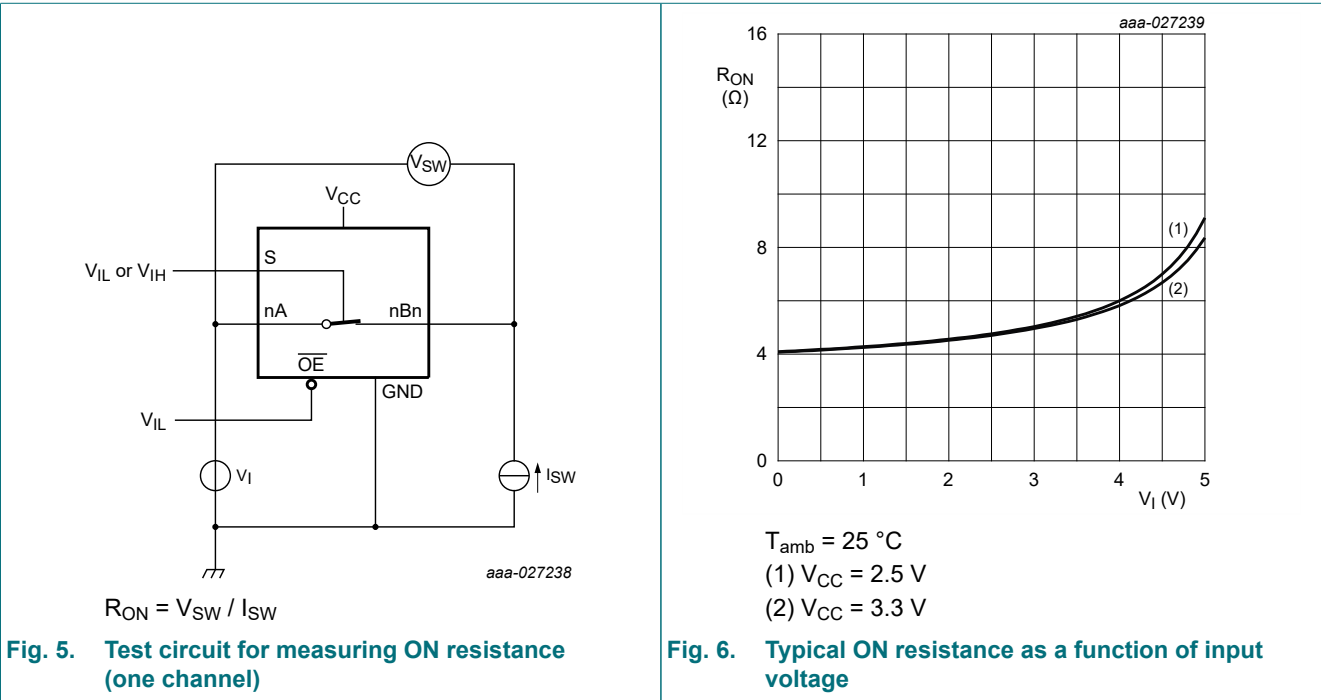 VSW
VCC
S
VIL or VIH
nA
nBn
OE
GND
VIL
VI
ISW
aaa-027238
RON = VSW / ISW
Fig. 5. Test circuit for measuring ON resistance
(one channel)
aaa-027239
16
RON
(Ω)
12
8
(1)
(2)
4
0
0 1 2 3 4 5
VI (V)
Tamb = 25 °C
(1) VCC = 2.5 V
(2) VCC = 3.3 V
Fig. 6. Typical ON resistance as a function of input
voltage